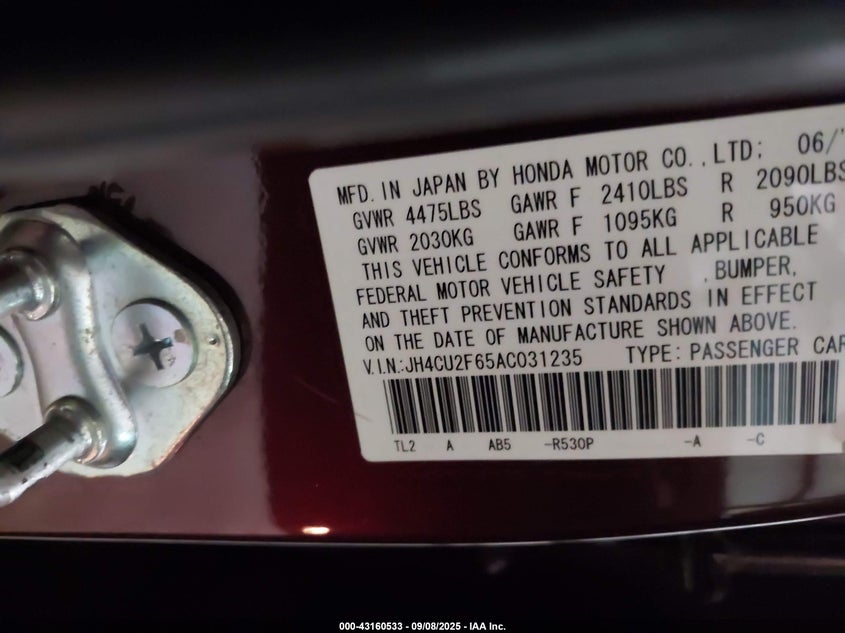 MFD. IN JAPAN BY HONDA MOTOR CO., LTD; 06/
GVWR 4475LBS GAWR F 2410LBS R 2090LBS
GVWR 2030KG GAWR F 1095KG R 950KG
THIS VEHICLE CONFORMS TO ALL APPLICABLE
FEDERAL MOTOR VEHICLE SAFETY , BUMPER,
AND THEFT PREVENTION STANDARDS IN EFFECT
ON THE DATE OF MANUFACTURE SHOWN ABOVE.
V.I.N.:JH4CU2F65AC031235 TYPE: PASSENGER CAR
TL2 A AB5 -R530P -A -C
000-43160533 - 09/08/2025 - IAA Inc.